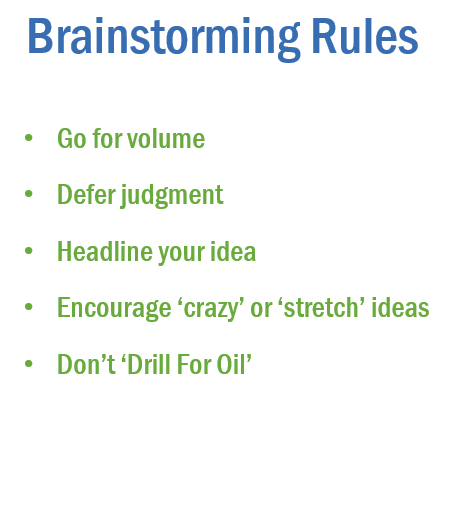 Brainstorming Rules
• Go for volume
• Defer judgment
• Headline your idea
• Encourage ‘crazy’ or ‘stretch’ ideas
• Don’t ‘Drill For Oil’